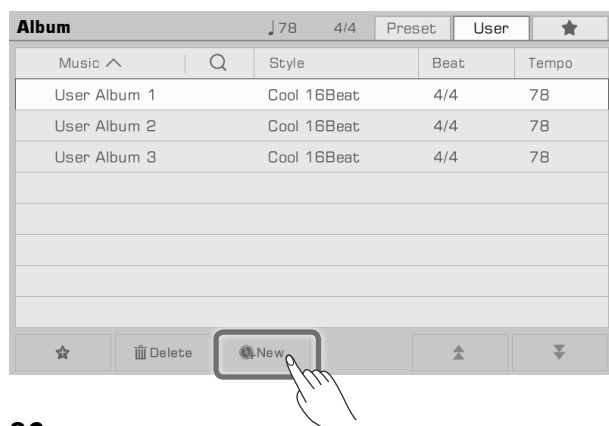 Album ♩78 4/4 Preset User
Music Style Beat Tempo
User Album 1 Cool 16Beat 4/4 78
User Album 2 Cool 16Beat 4/4 78
User Album 3 Cool 16Beat 4/4 78
Delete New